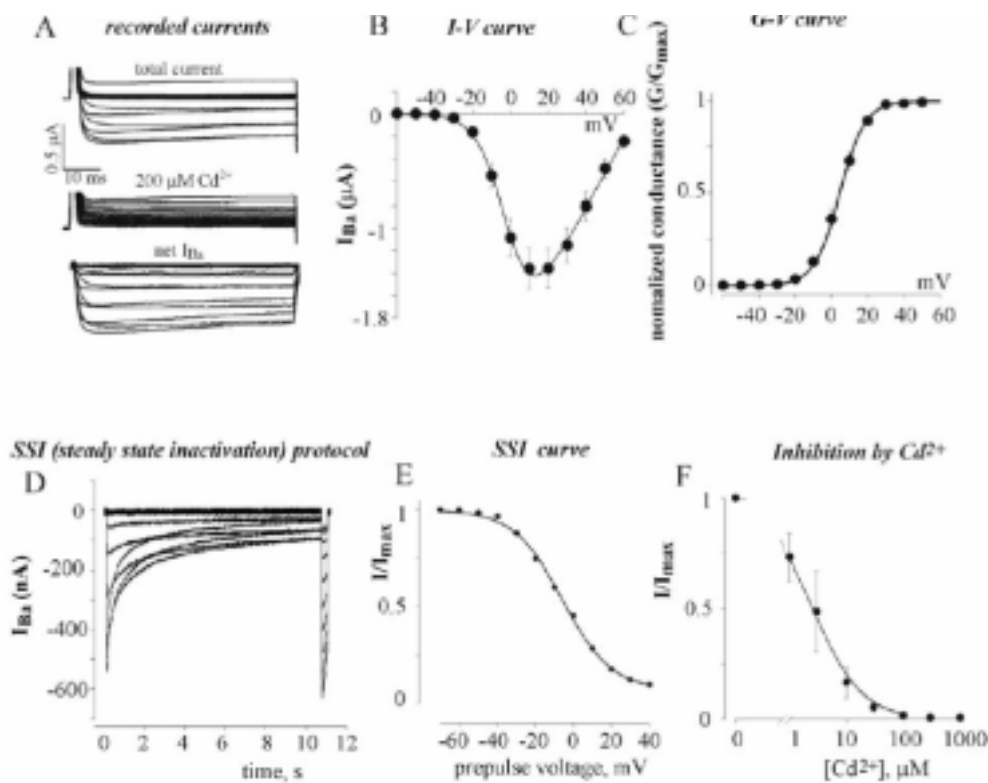 A
recorded currents
total current
0.5 μA
10 ms
200 μM Cd²⁺
net I_Ba
B
I-V curve
-40 -20 0 20 40 60
mV
0
-1
-1.8
I_Ba (μA)
C
G-V curve
nomalized conductance (G/G_max)
1
0.5
0
mV
-40 -20 0 20 40 60
SSI (steady state inactivation) protocol
D
0
-200
-400
-600
I_Ba (nA)
0 2 4 6 8 10 12
time, s
SSI curve
E
1
0.5
0
I/I_max
-60 -40 -20 0 20 40
prepulse voltage, mV
Inhibition by Cd²⁺
F
1
0.5
0
I/I_max
0 1 10 100 1000
[Cd²⁺], μM